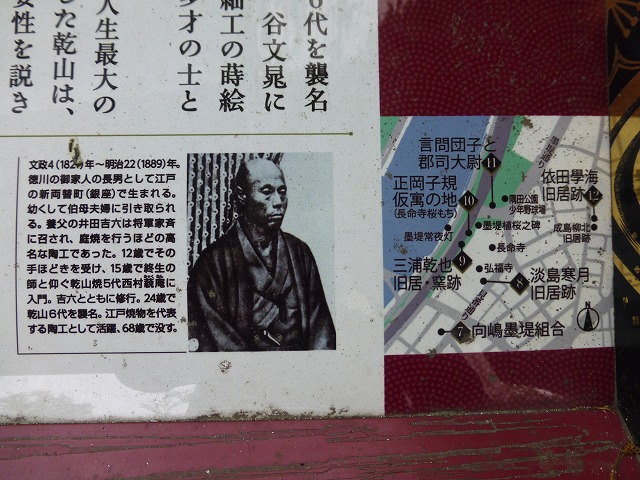 6代を襲名
谷文晁に
細工の蒔絵
多才の士と
人生最大の
した乾山は、
女性を説き
文政4(1821)年〜明治22(1889)年。
徳川の御家人の長男として江戸
の新両替町(銀座)で生まれる。
幼くして伯母夫婦に引き取られ
る。養父の井田吉六は将軍家斉
に召され、庭焼を行うほどの高
名な陶工であった。12歳でその
手ほどきを受け、15歳で終生の
師と仰ぐ乾山焼5代西村藐庵に
入門。吉六とともに修行。24歳で
乾山6代を襲名。江戸焼物を代表
する陶工として活躍、68歳で没す。
言問団子と
郡司大尉
11
正岡子規
仮寓の地
(長命寺桜もち)
10
隅田公園
少年野球場
依田學海
旧居跡
12
成島柳北
旧居跡
墨堤植桜之碑
墨堤常夜灯
長命寺
9
三浦乾也
旧居・窯跡
弘福寺
8
淡島寒月
旧居跡
7
向嶋墨堤組合
N